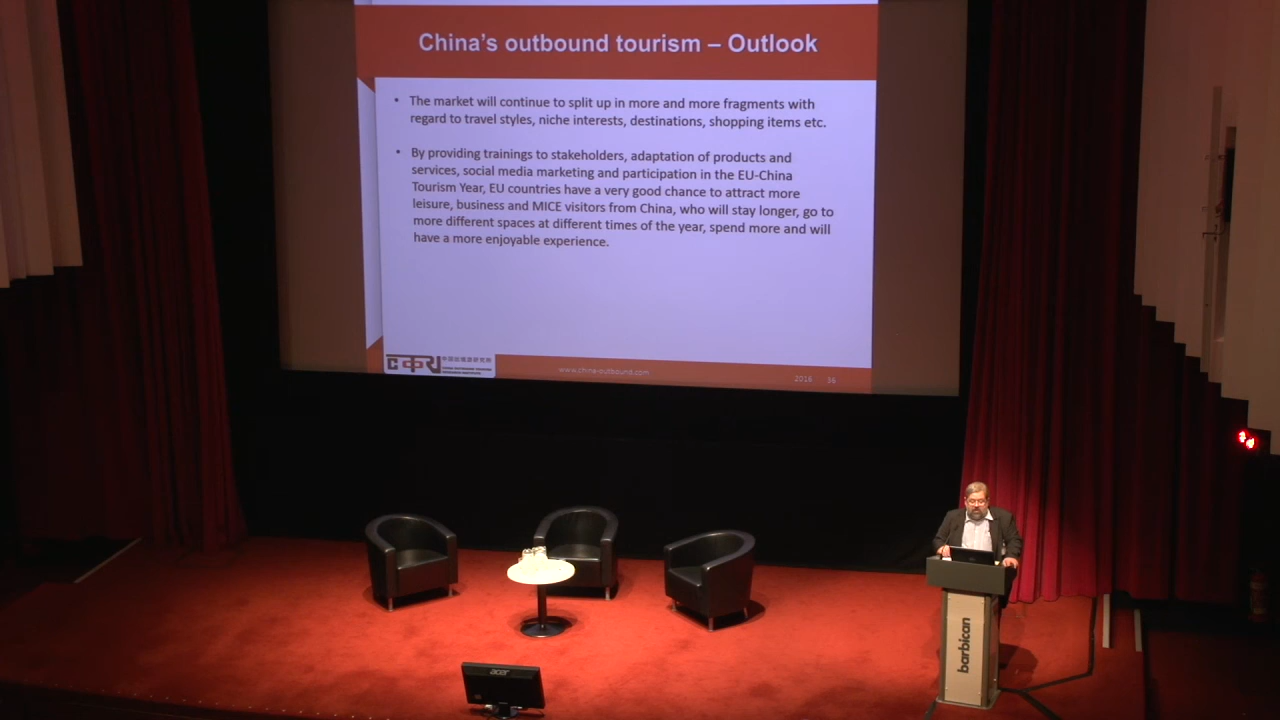 China's outbound tourism – Outlook
• The market will continue to split up in more and more fragments with
regard to travel styles, niche interests, destinations, shopping items etc.
• By providing trainings to stakeholders, adaptation of products and
services, social media marketing and participation in the EU-China
Tourism Year, EU countries have a very good chance to attract more
leisure, business and MICE visitors from China, who will stay longer, go to
more different spaces at different times of the year, spend more and will
have a more enjoyable experience.
CHINA OUTBOUND TOURISM
RESEARCH INSTITUTE
www.china-outbound.com
2016 36
acer
barbican